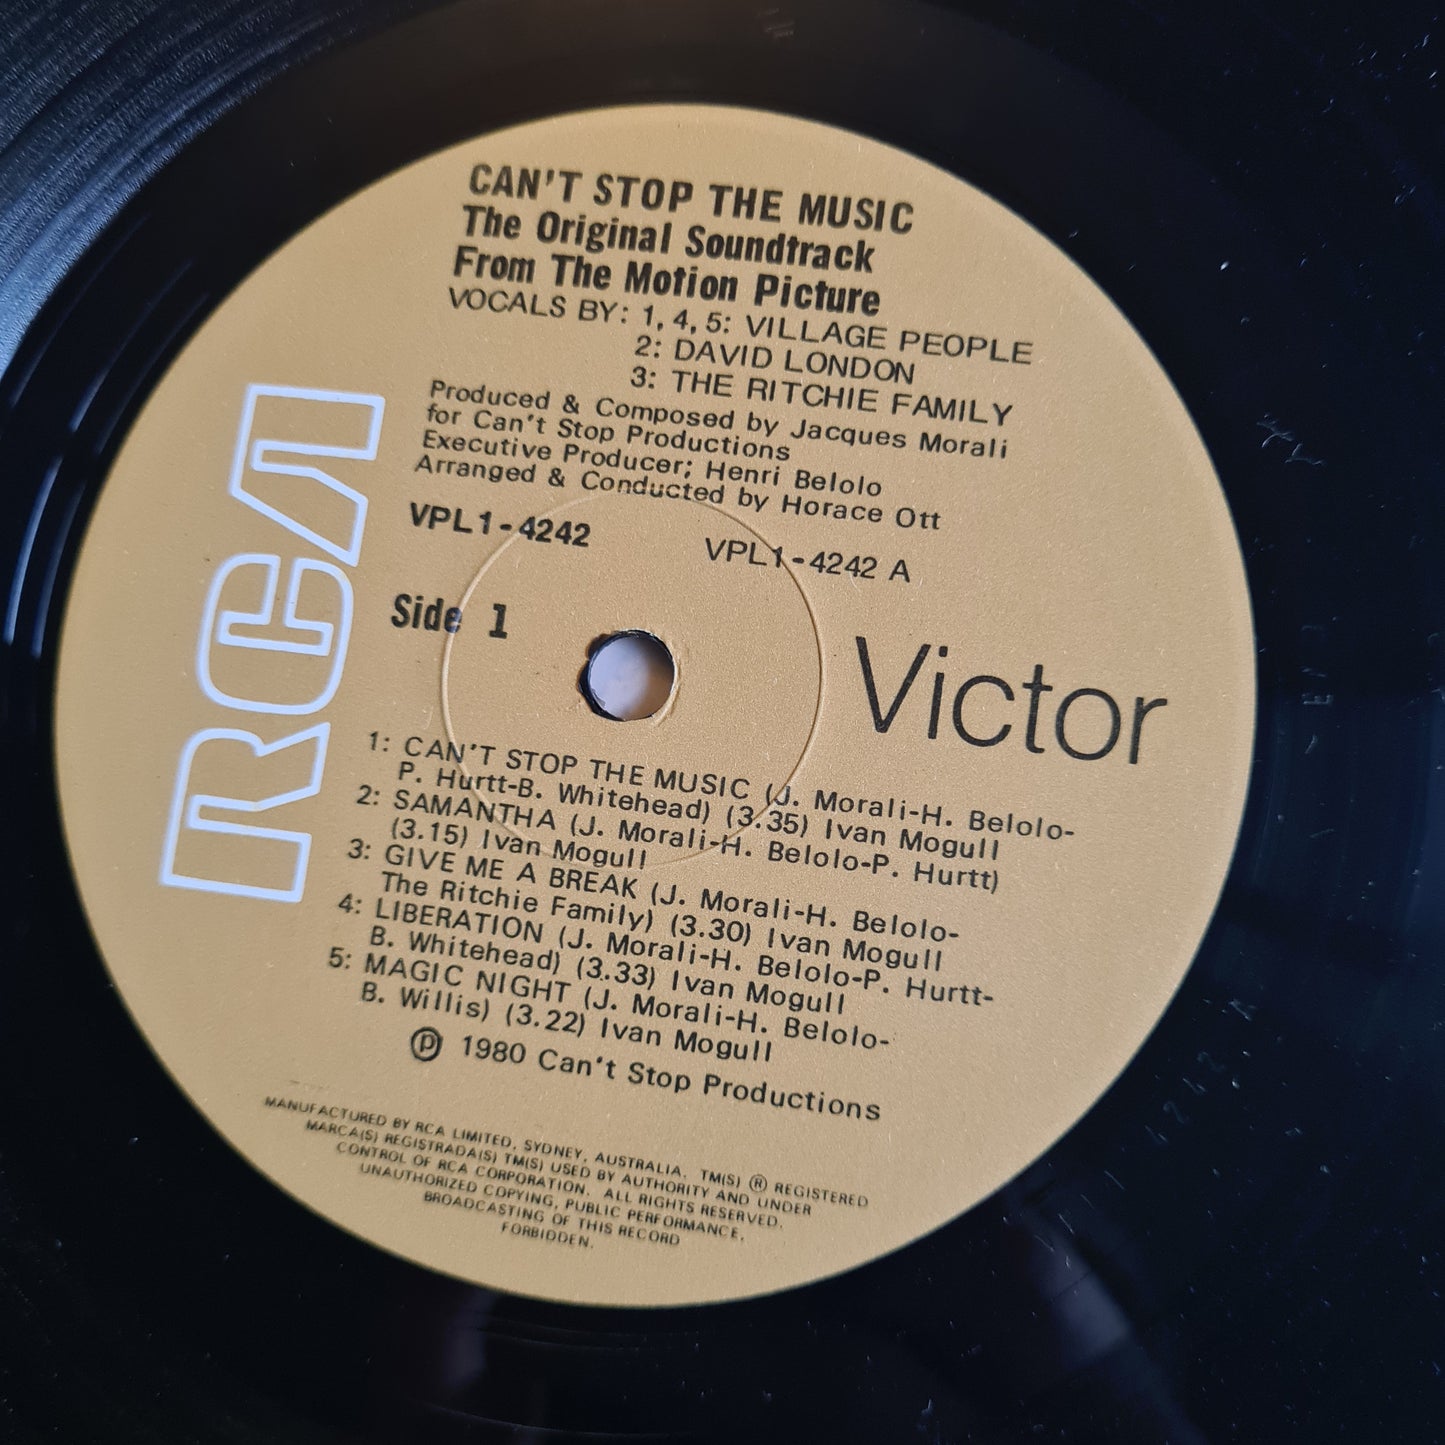 CAN'T STOP THE MUSIC
The Original Soundtrack
From The Motion Picture
VOCALS BY: 1, 4, 5: VILLAGE PEOPLE
2: DAVID LONDON
3: THE RITCHIE FAMILY
Produced & Composed by Jacques Morali
for Can't Stop Productions
Executive Producer; Henri Belolo
Arranged & Conducted by Horace Ott
VPL1-4242 VPL1-4242 A
Side 1
RCA
Victor
1: CAN'T STOP THE MUSIC (J. Morali-H. Belolo-
P. Hurtt-B. Whitehead) (3.35) Ivan Mogull
2: SAMANTHA (J. Morali-H. Belolo-P. Hurtt)
(3.15) Ivan Mogull
3: GIVE ME A BREAK (J. Morali-H. Belolo-
The Ritchie Family) (3.30) Ivan Mogull
4: LIBERATION (J. Morali-H. Belolo-P. Hurtt-
B. Whitehead) (3.33) Ivan Mogull
5: MAGIC NIGHT (J. Morali-H. Belolo-
B. Willis) (3.22) Ivan Mogull
℗ 1980 Can't Stop Productions
MANUFACTURED BY RCA LIMITED, SYDNEY, AUSTRALIA. TM(S) ® REGISTERED
MARCA(S) REGISTRADA(S) TM(S) USED BY AUTHORITY AND UNDER
CONTROL OF RCA CORPORATION. ALL RIGHTS RESERVED.
UNAUTHORIZED COPYING, PUBLIC PERFORMANCE,
BROADCASTING OF THIS RECORD
FORBIDDEN.